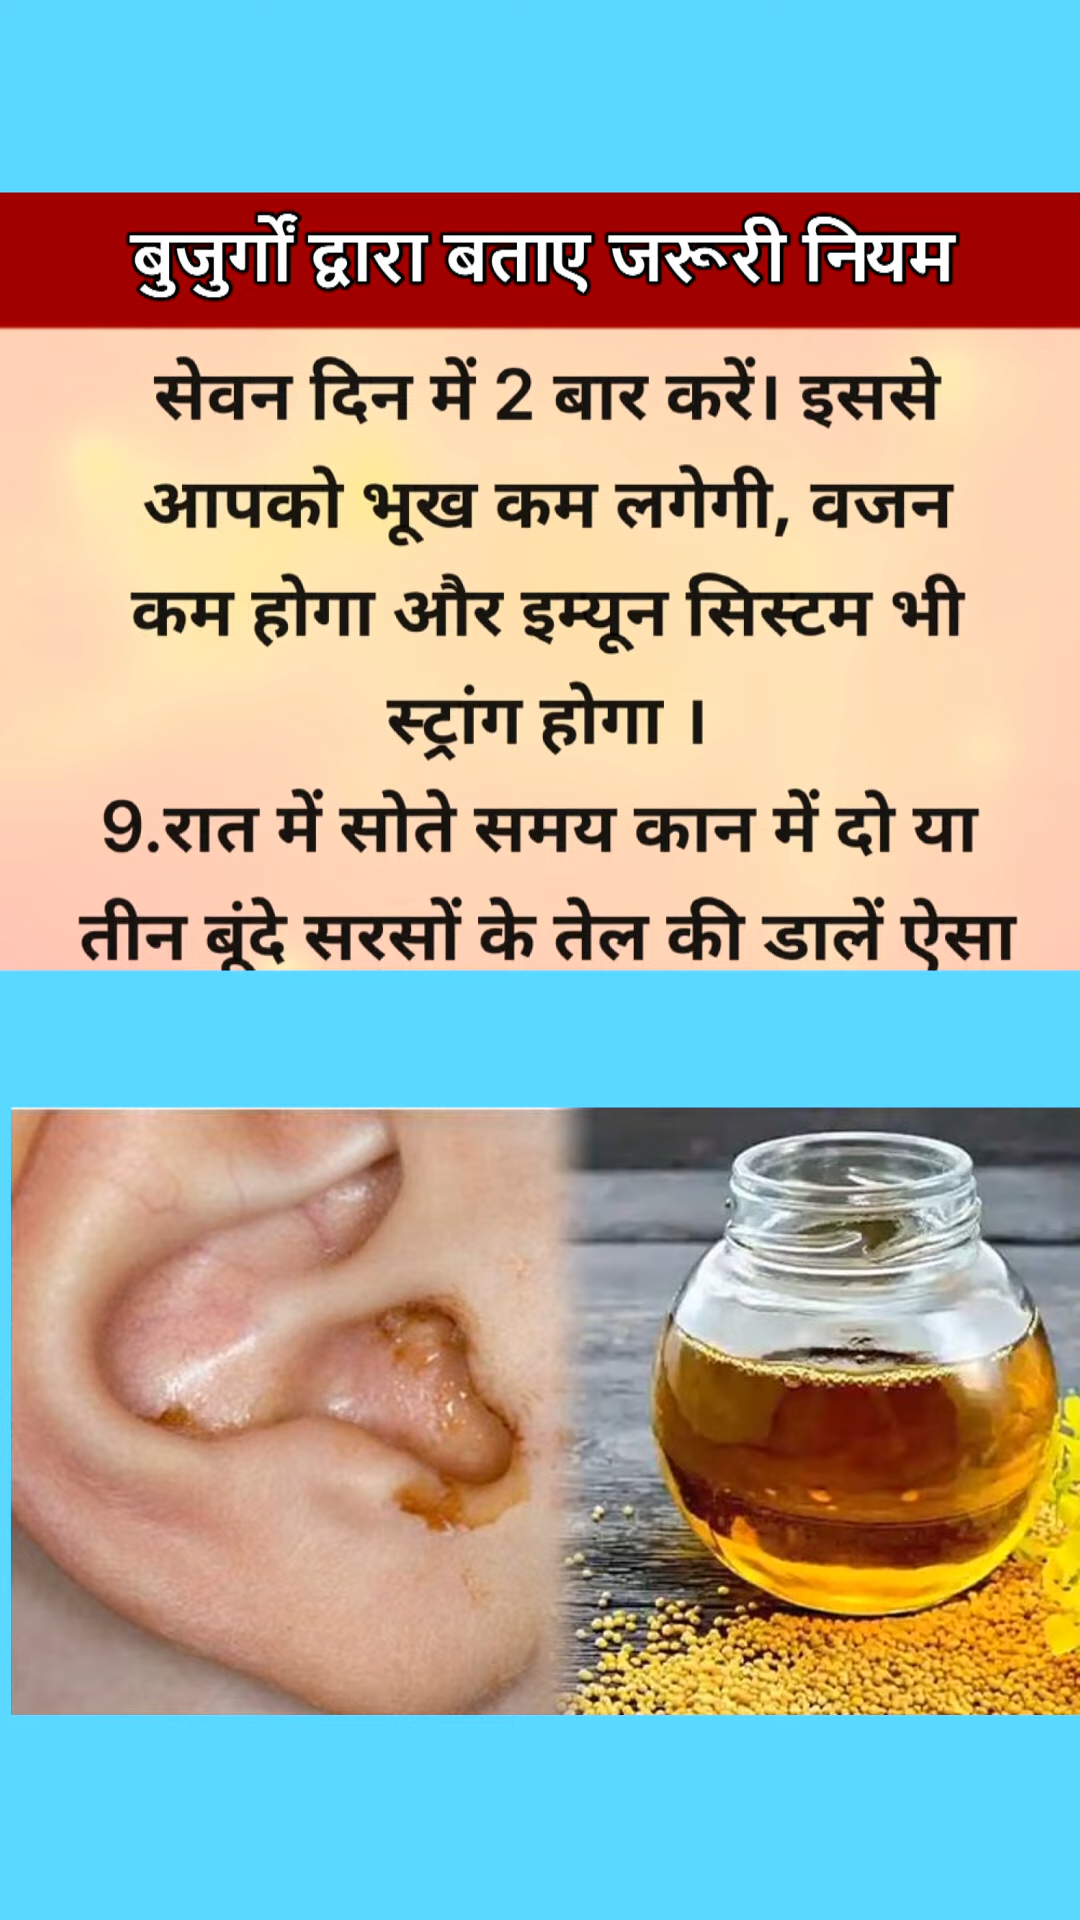 बुजुर्गों द्वारा बताए जरूरी नियम
सेवन दिन में 2 बार करें। इससे
आपको भूख कम लगेगी, वजन
कम होगा और इम्यून सिस्टम भी
स्ट्रांग होगा ।
9.रात में सोते समय कान में दो या
तीन बूंदे सरसों के तेल की डालें ऐसा